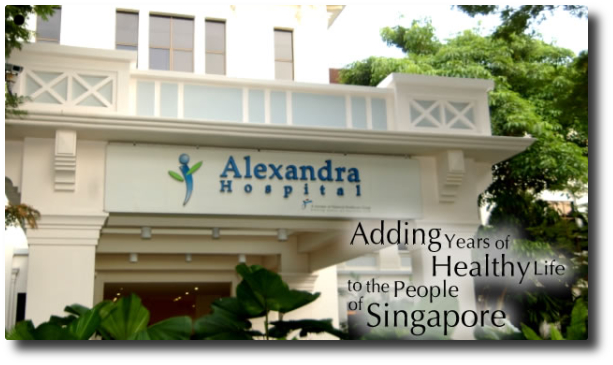 Alexandra
Hospital
Adding Years of
Healthy Life
to the People
of Singapore